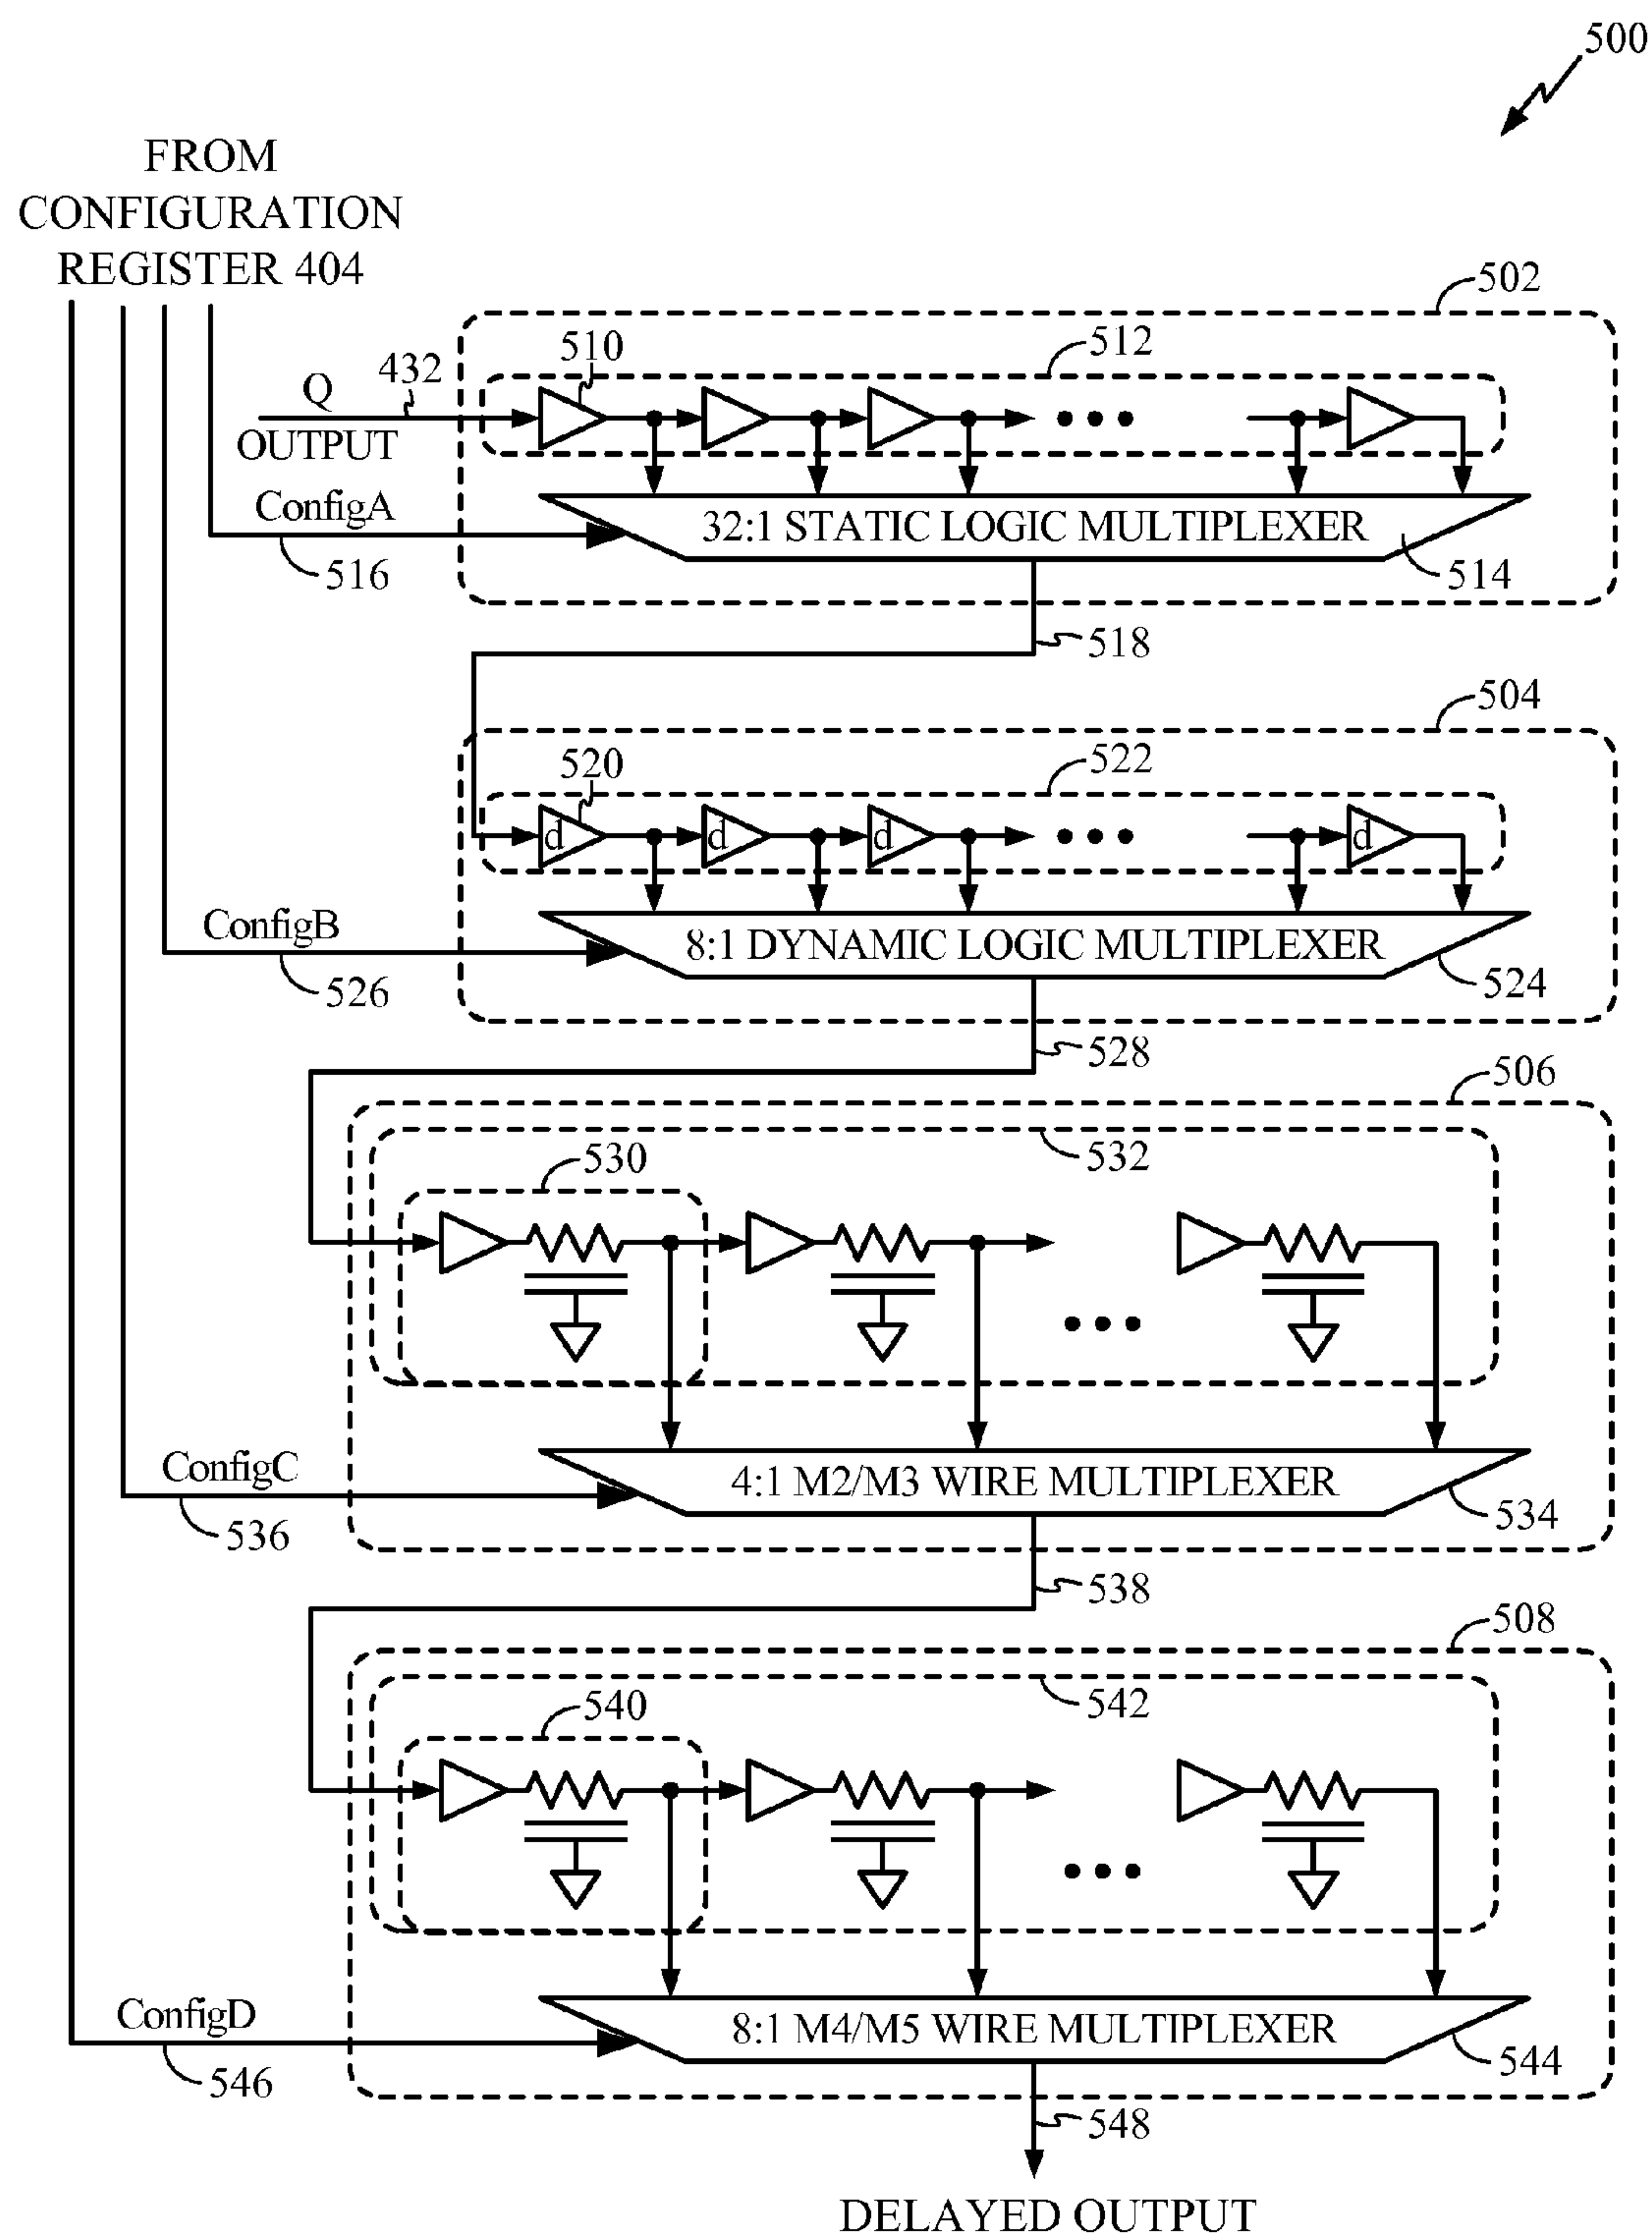 500
FROM
CONFIGURATION
REGISTER 404
502
512
510
432
Q
OUTPUT
ConfigA
516
32:1 STATIC LOGIC MULTIPLEXER
514
518
504
522
520
d d d d
ConfigB
526
8:1 DYNAMIC LOGIC MULTIPLEXER
524
528
506
532
530
ConfigC
536
4:1 M2/M3 WIRE MULTIPLEXER
534
538
508
542
540
ConfigD
546
8:1 M4/M5 WIRE MULTIPLEXER
544
548
DELAYED OUTPUT